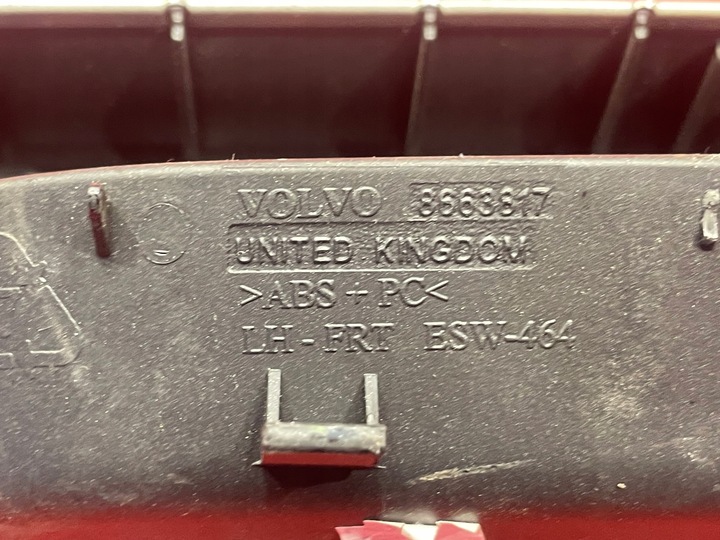 VOLVO 8663817
UNITED KINGDOM
>ABS + PC<
LH - FRT ESW-464